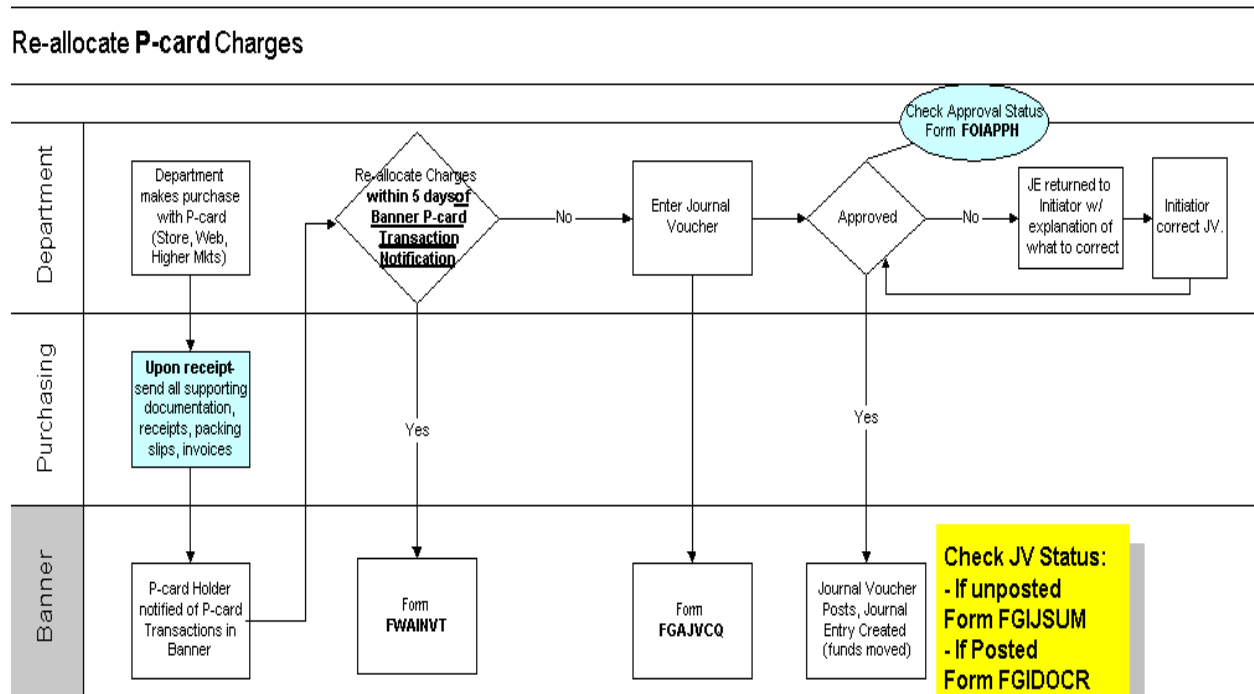 Re-allocate P-card Charges
Check Approval Status
Form FOIAPPH
Department
Department
makes purchase
with P-card
(Store, Web,
Higher Mkts)
Re-allocate Charges
within 5 days of
Banner P-card
Transaction
Notification
No
Enter Journal
Voucher
Approved
No
JE returned to
Initiator w/
explanation of
what to correct
Initiatior
correct JV.
Purchasing
Upon receipt-
send all supporting
documentation,
receipts, packing
slips, invoices
Yes
Yes
Banner
P-card Holder
notified of P-card
Transactions in
Banner
Form
FWAINVT
Form
FGAJVCQ
Journal Voucher
Posts, Journal
Entry Created
(funds moved)
Check JV Status:
- If unposted
Form FGIJSUM
- If Posted
Form FGIDOCR